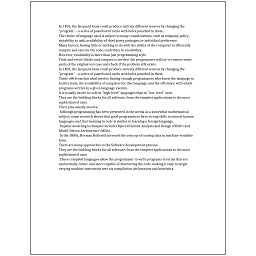 In 1801, the Jacquard loom could produce entirely different weaves by changing the
"program" – a series of pasteboard cards with holes punched in them.
The choice of language used is subject to many considerations, such as company policy,
suitability to task, availability of third-party packages, or individual preference.
Many factors, having little or nothing to do with the ability of the computer to efficiently
compile and execute the code, contribute to readability.
However, readability is more than just programming style.
Trial-and-error/divide-and-conquer is needed: the programmer will try to remove some
parts of the original test case and check if the problem still exists.
In 1801, the Jacquard loom could produce entirely different weaves by changing the
"program" – a series of pasteboard cards with holes punched in them.
Trade-offs from this ideal involve finding enough programmers who know the language to
build a team, the availability of compilers for that language, and the efficiency with which
programs written in a given language execute.
It is usually easier to code in "high-level" languages than in "low-level" ones.
They are the building blocks for all software, from the simplest applications to the most
sophisticated ones.
Their jobs usually involve:
Although programming has been presented in the media as a somewhat mathematical
subject, some research shows that good programmers have strong skills in natural human
languages, and that learning to code is similar to learning a foreign language.
Popular modeling techniques include Object-Oriented Analysis and Design (OOAD) and
Model-Driven Architecture (MDA).
In the 1880s, Herman Hollerith invented the concept of storing data in machine-readable
form.
There are many approaches to the Software development process.
They are the building blocks for all software, from the simplest applications to the most
sophisticated ones.
These compiled languages allow the programmer to write programs in terms that are
syntactically richer, and more capable of abstracting the code, making it easy to target
varying machine instruction sets via compilation declarations and heuristics.